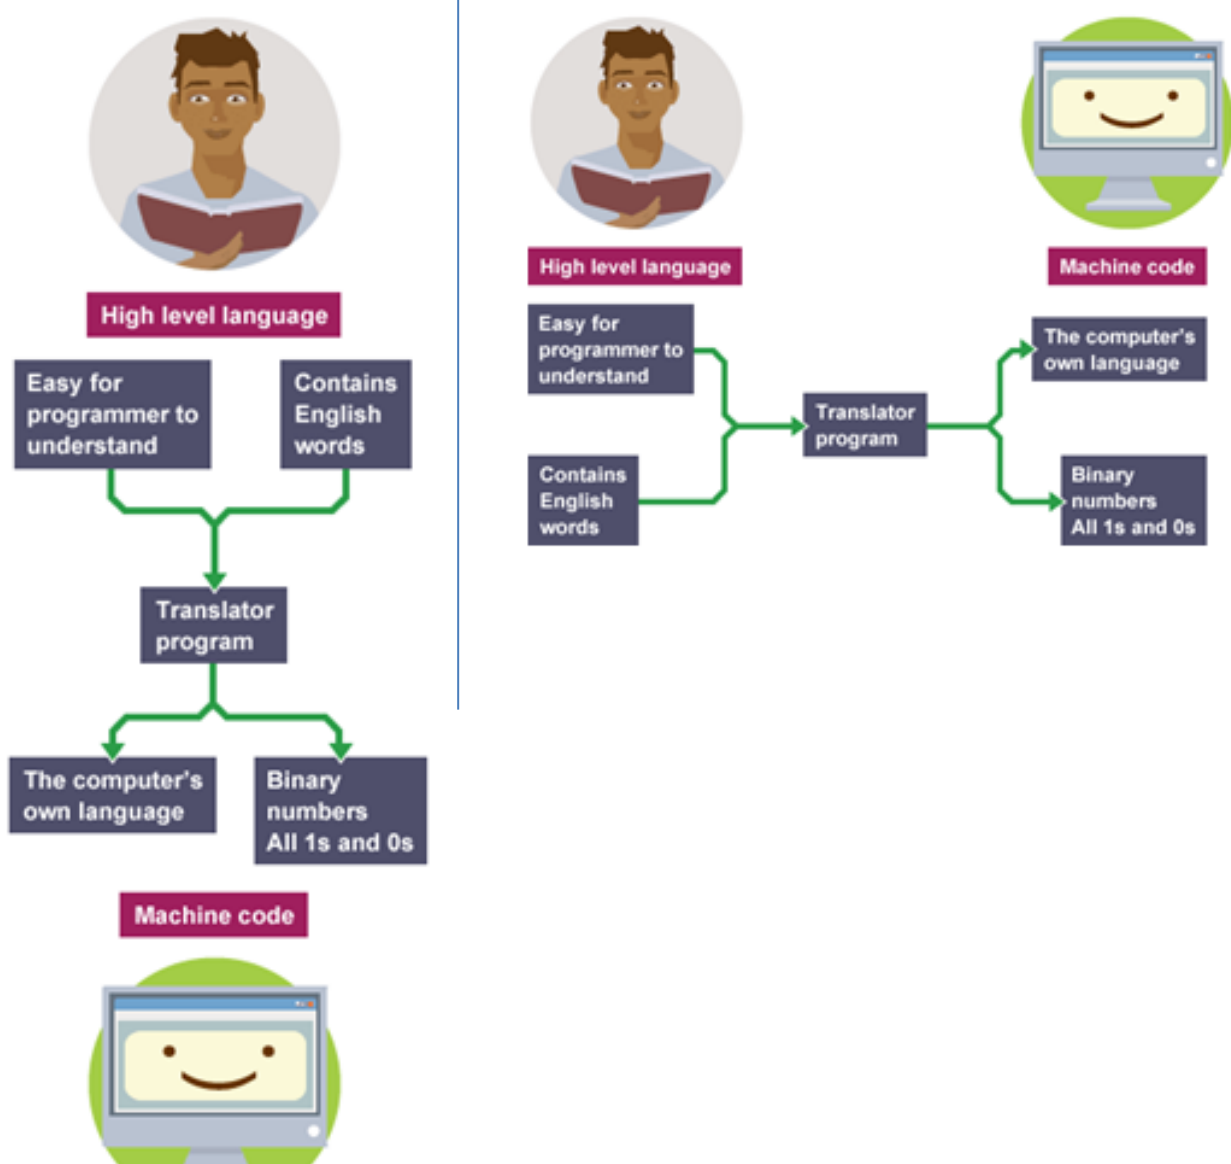 High level language
Easy for
programmer to
understand
Contains
English
words
Translator
program
The computer's
own language
Binary
numbers
All 1s and 0s
Machine code
High level language
Machine code
Easy for
programmer to
understand
Contains
English
words
Translator
program
The computer's
own language
Binary
numbers
All 1s and 0s